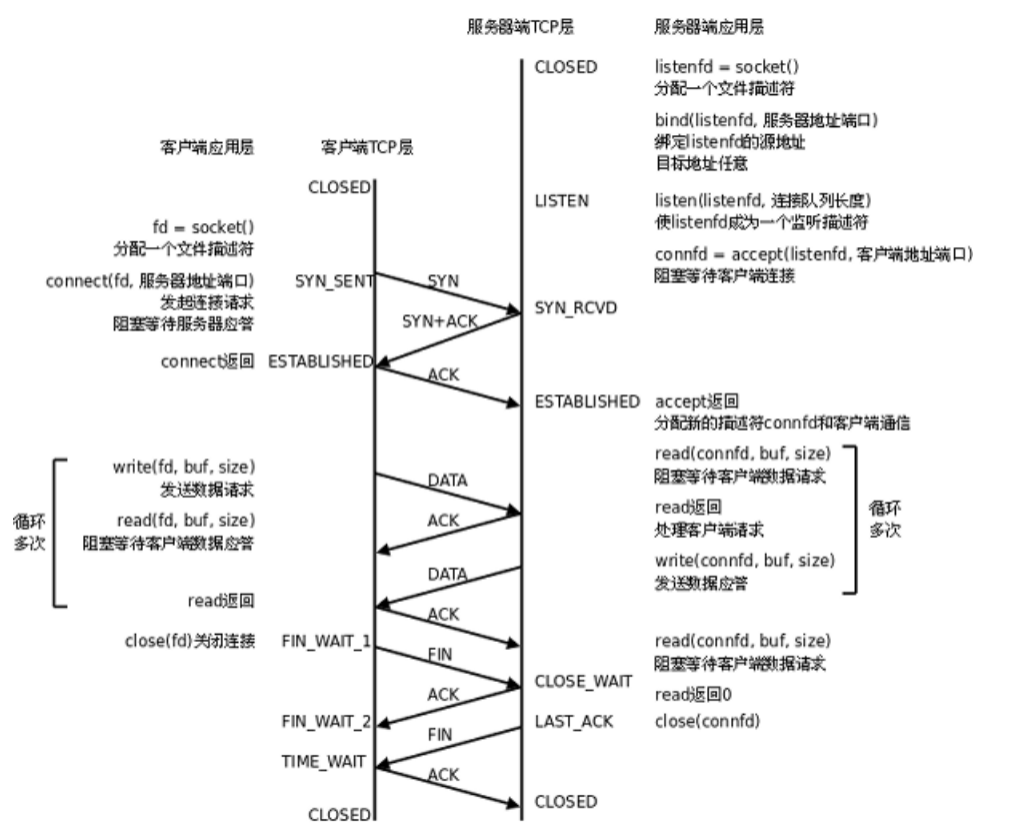 服务器端TCP层 服务器端应用层
CLOSED listenfd = socket()
分配一个文件描述符
bind(listenfd, 服务器地址端口)
绑定listenfd的源地址
客户端应用层 客户端TCP层
目标地址任意
CLOSED
LISTEN listen(listenfd, 连接队列长度)
使listenfd成为一个监听描述符
fd = socket()
分配一个文件描述符
connfd = accept(listenfd, 客户端地址端口)
阻塞等待客户端连接
connect(fd, 服务器地址端口) SYN_SENT SYN
发起连接请求
阻塞等待服务器应答
SYN_RCVD
SYN+ACK
connect返回 ESTABLISHED
ACK
ESTABLISHED accept返回
分配新的描述符connfd和客户端通信
read(connfd, buf, size)
阻塞等待客户端数据请求
write(fd, buf, size)
发送数据请求
DATA
read返回
处理客户端请求
循环
多次
read(fd, buf, size)
阻塞等待客户端数据应答
ACK
循环
多次
write(connfd, buf, size)
发送数据应答
DATA
read返回
ACK
close(fd)关闭连接 FIN_WAIT_1
FIN
read(connfd, buf, size)
阻塞等待客户端数据请求
CLOSE_WAIT
read返回0
ACK
FIN_WAIT_2
LAST_ACK close(connfd)
FIN
TIME_WAIT
ACK
CLOSED
CLOSED